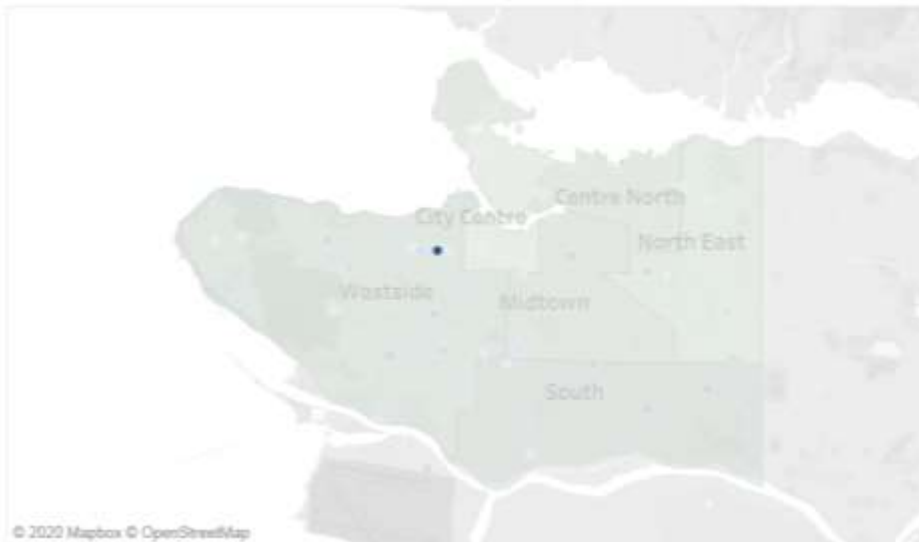 Centre North
City Centre
North East
Westside
Midtown
South
© 2020 Mapbox © OpenStreetMap